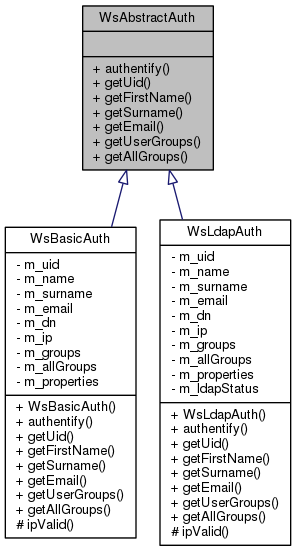 WsAbstractAuth
+ authentify()
+ getUid()
+ getFirstName()
+ getSurname()
+ getEmail()
+ getUserGroups()
+ getAllGroups()
WsBasicAuth
- m_uid
- m_name
- m_surname
- m_email
- m_dn
- m_ip
- m_groups
- m_allGroups
- m_properties
+ WsBasicAuth()
+ authentify()
+ getUid()
+ getFirstName()
+ getSurname()
+ getEmail()
+ getUserGroups()
+ getAllGroups()
# ipValid()
WsLdapAuth
- m_uid
- m_name
- m_surname
- m_email
- m_dn
- m_ip
- m_groups
- m_allGroups
- m_properties
- m_ldapStatus
+ WsLdapAuth()
+ authentify()
+ getUid()
+ getFirstName()
+ getSurname()
+ getEmail()
+ getUserGroups()
+ getAllGroups()
# ipValid()